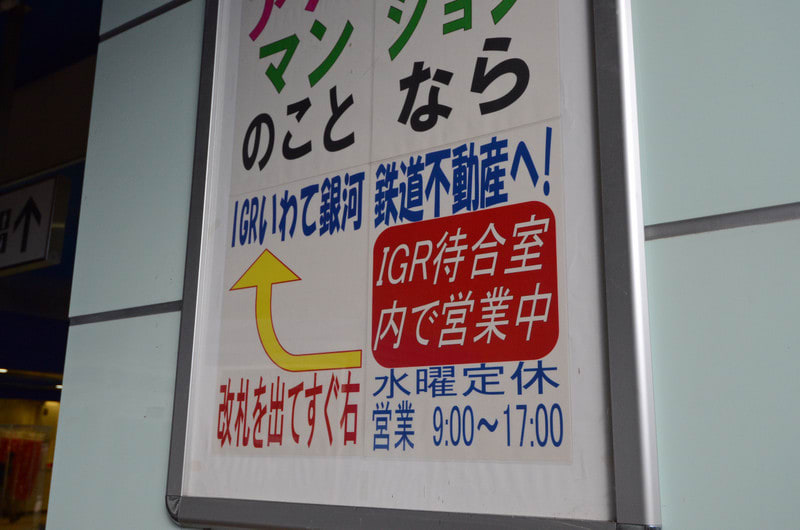 マンション
のことなら
IGRいわて銀河鉄道不動産へ!
IGR待合室
内で営業中
改札を出てすぐ右
水曜定休
営業 9:00～17:00